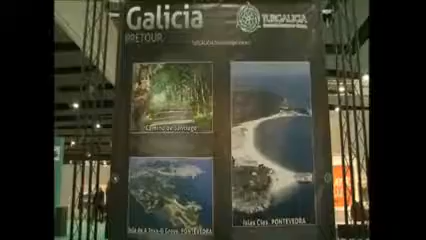 Galicia
PRETOUR
TURGALICIA
Camino de Santiago
Isla de A Toxa-O Grove. PONTEVEDRA
Islas Cíes. PONTEVEDRA